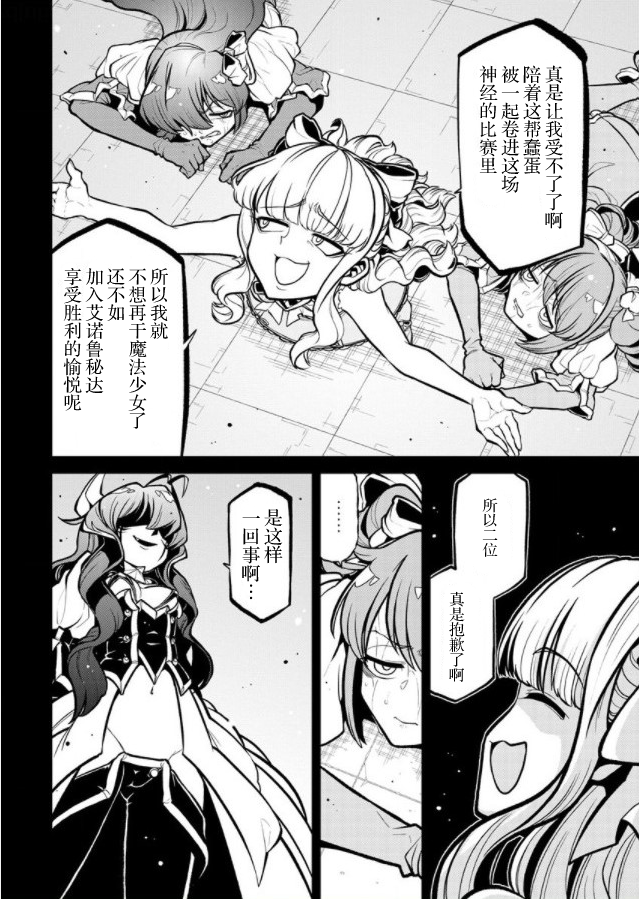 真是让我受不了了啊
陪着这帮蠢蛋
被一起卷进这场
神经的比赛里
所以我就
不想再干魔法少女了
还不如
加入艾诺鲁秘达
享受胜利的愉悦呢
所以二位
真是抱歉了啊
……
是这样
一回事啊…